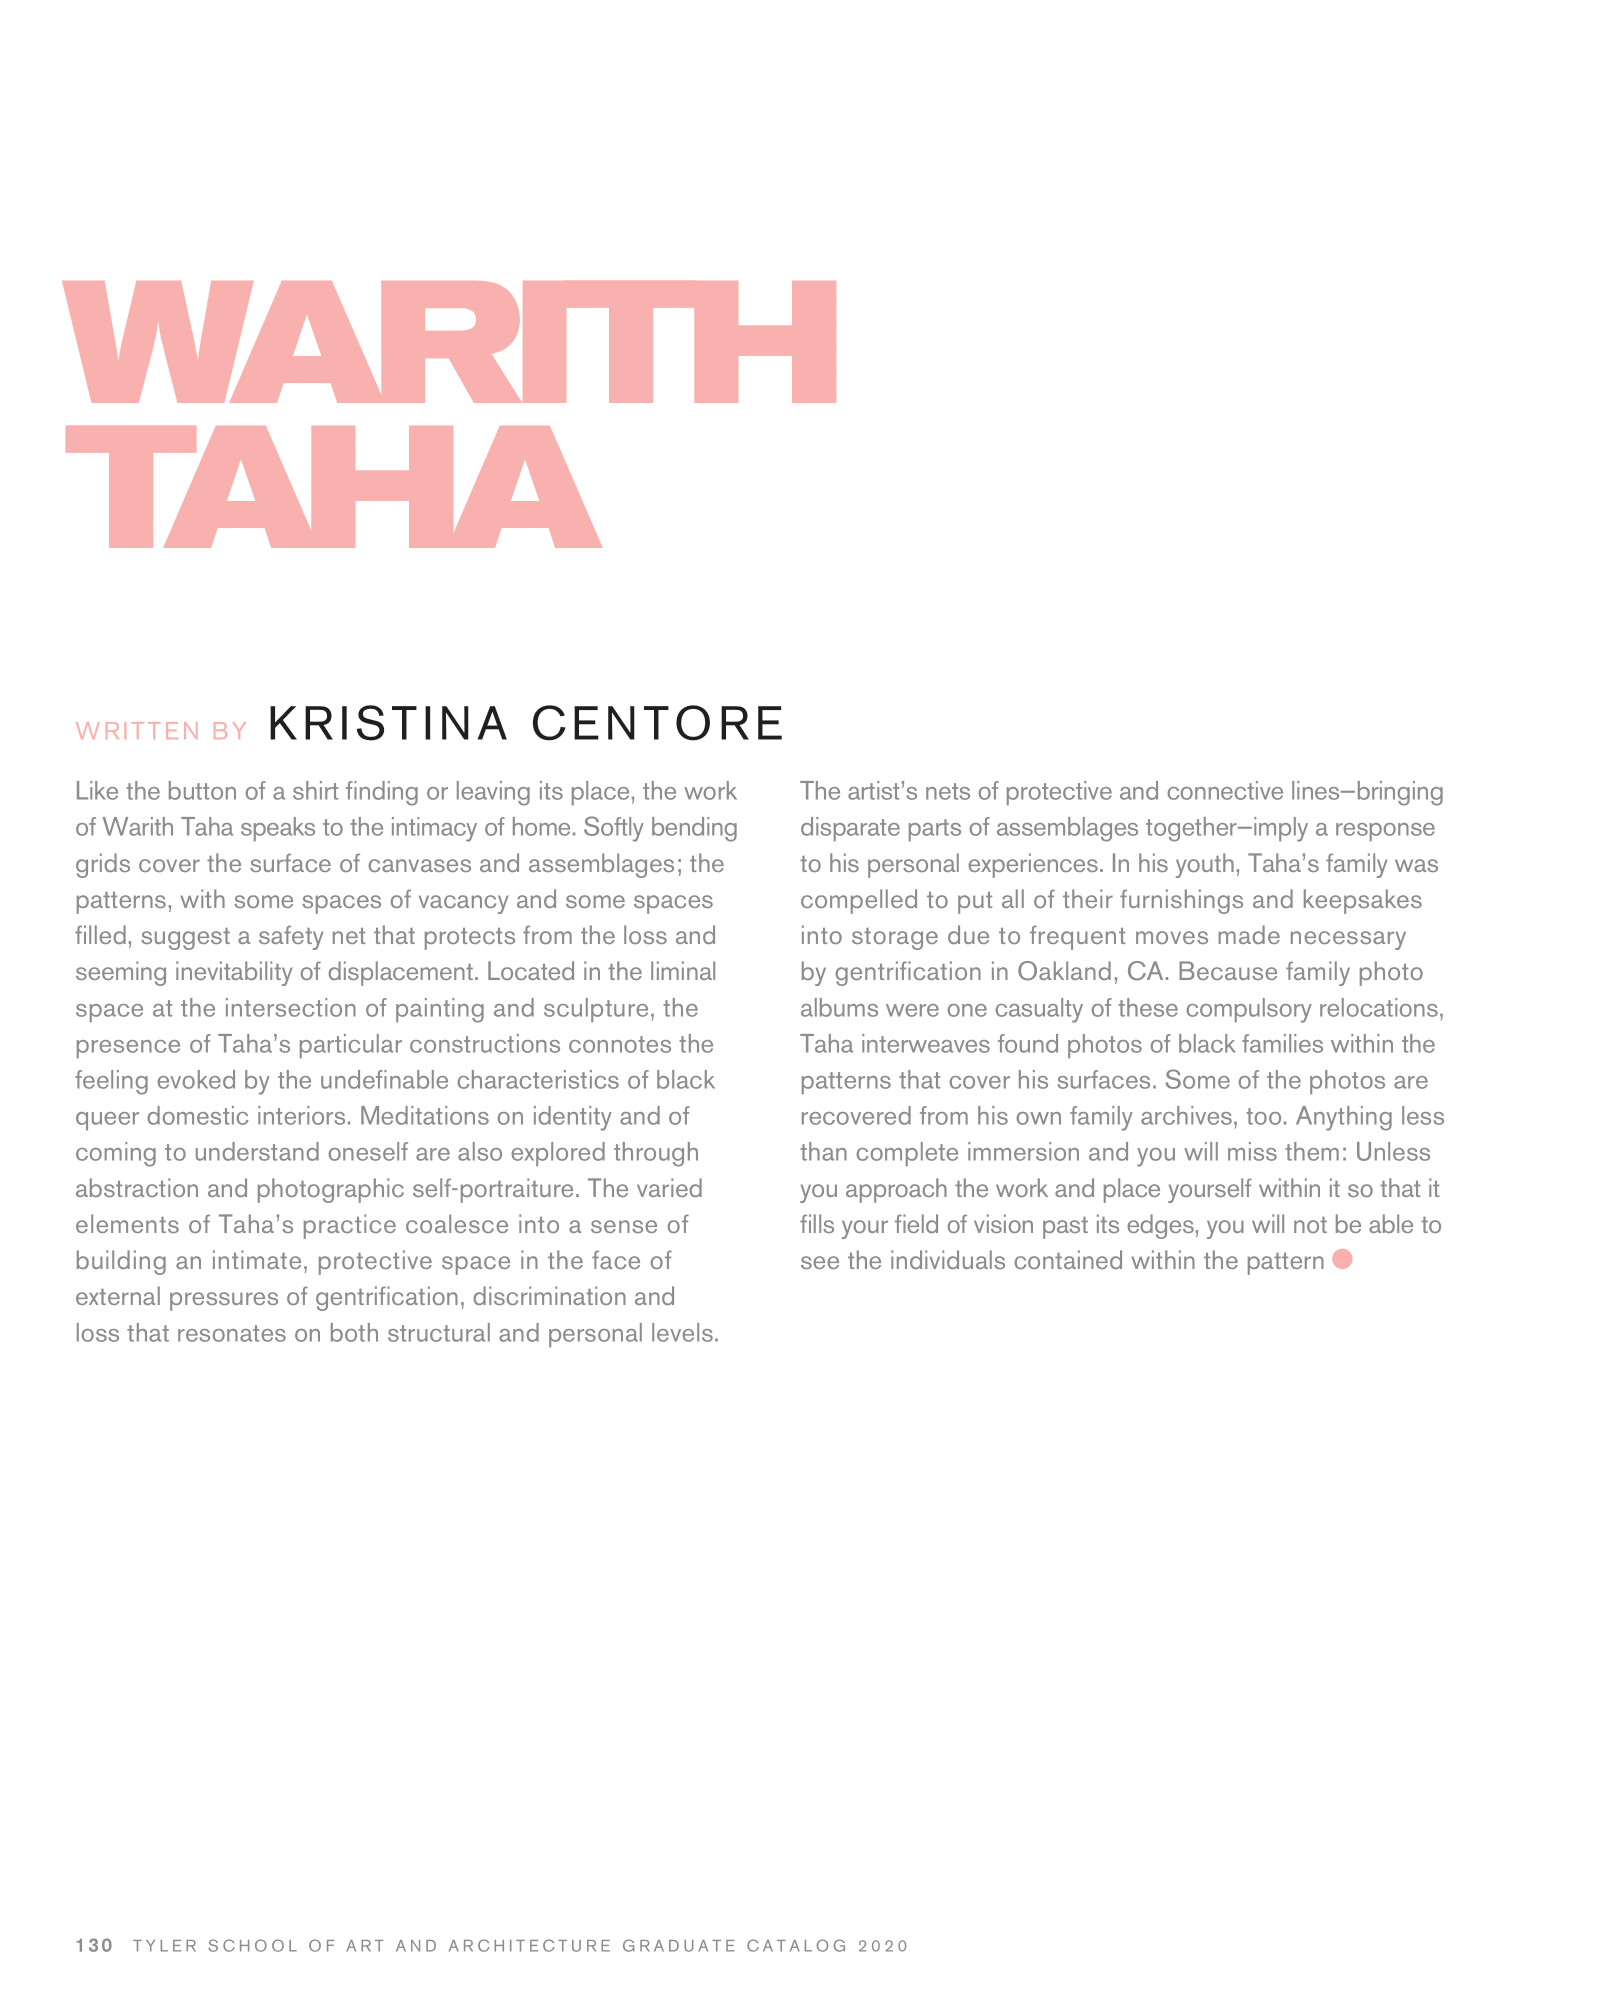 WARITH
TAHA
WRITTEN BY KRISTINA CENTORE
Like the button of a shirt finding or leaving its place, the work
of Warith Taha speaks to the intimacy of home. Softly bending
grids cover the surface of canvases and assemblages; the
patterns, with some spaces of vacancy and some spaces
filled, suggest a safety net that protects from the loss and
seeming inevitability of displacement. Located in the liminal
space at the intersection of painting and sculpture, the
presence of Taha’s particular constructions connotes the
feeling evoked by the undefinable characteristics of black
queer domestic interiors. Meditations on identity and of
coming to understand oneself are also explored through
abstraction and photographic self-portraiture. The varied
elements of Taha’s practice coalesce into a sense of
building an intimate, protective space in the face of
external pressures of gentrification, discrimination and
loss that resonates on both structural and personal levels.
The artist’s nets of protective and connective lines—bringing
disparate parts of assemblages together—imply a response
to his personal experiences. In his youth, Taha’s family was
compelled to put all of their furnishings and keepsakes
into storage due to frequent moves made necessary
by gentrification in Oakland, CA. Because family photo
albums were one casualty of these compulsory relocations,
Taha interweaves found photos of black families within the
patterns that cover his surfaces. Some of the photos are
recovered from his own family archives, too. Anything less
than complete immersion and you will miss them: Unless
you approach the work and place yourself within it so that it
fills your field of vision past its edges, you will not be able to
see the individuals contained within the pattern
130 TYLER SCHOOL OF ART AND ARCHITECTURE GRADUATE CATALOG 2020